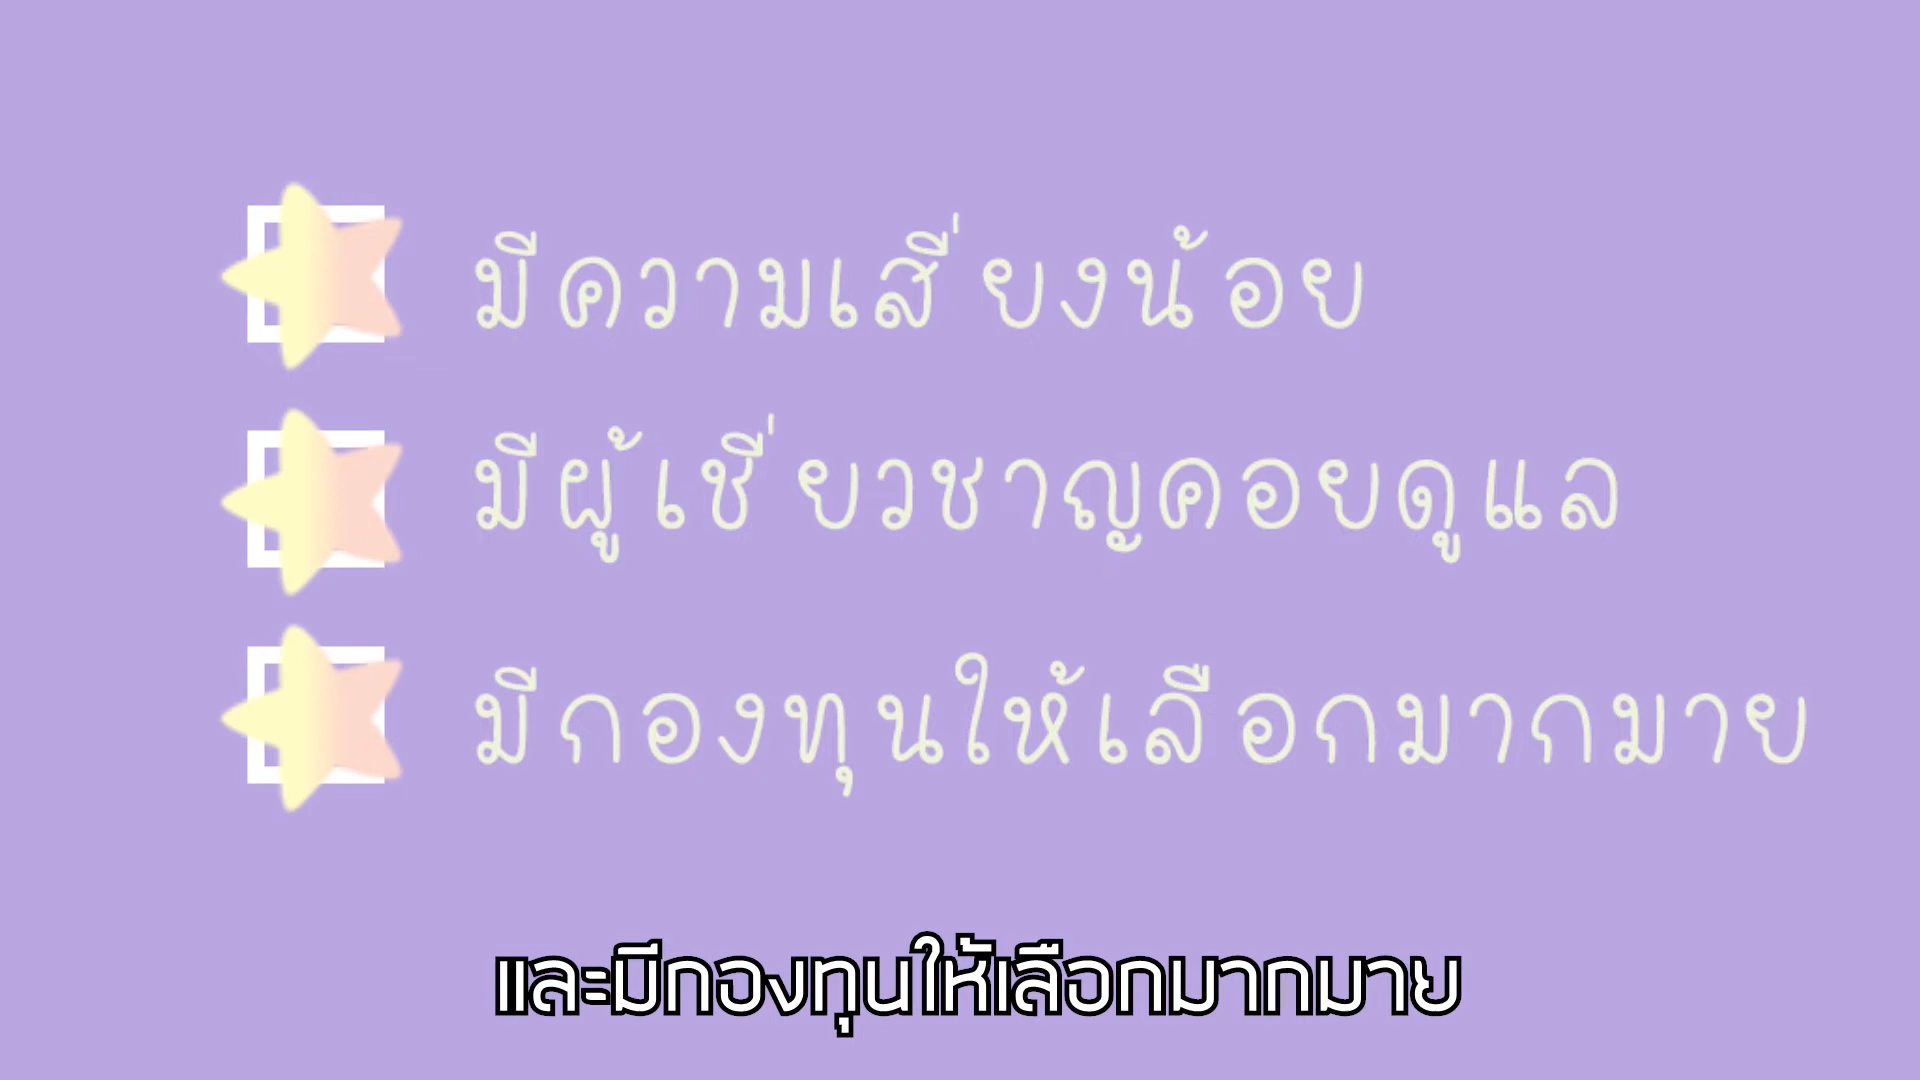 มีความเสี่ยงน้อย
มีผู้เชี่ยวชาญคอยดูแล
มีกองทุนให้เลือกมากมาย
และมีกองทุนให้เลือกมากมาย